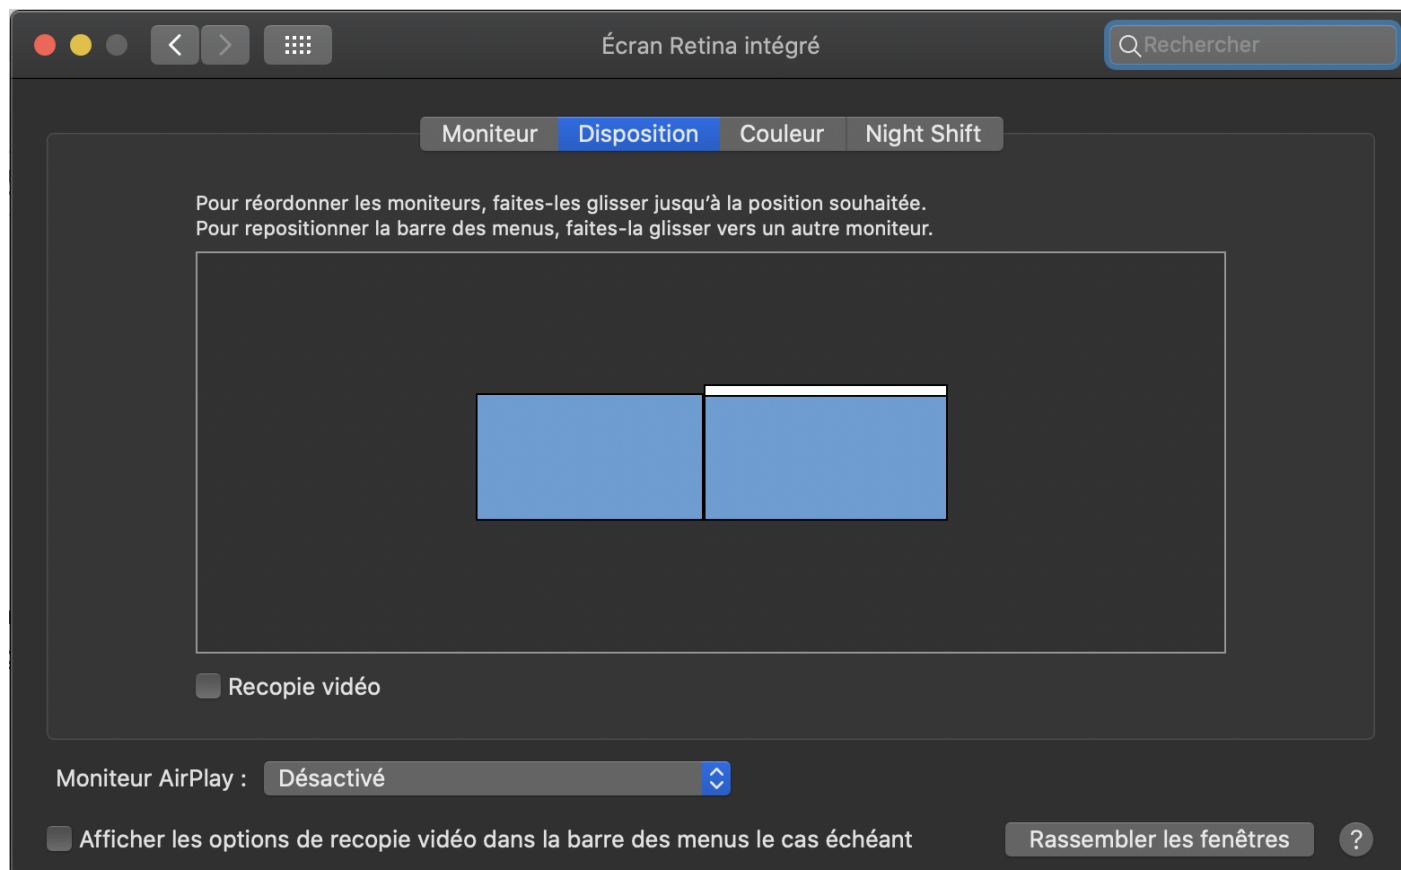 Écran Retina intégré
Rechercher
Moniteur
Disposition
Couleur
Night Shift
Pour réordonner les moniteurs, faites-les glisser jusqu’à la position souhaitée.
Pour repositionner la barre des menus, faites-la glisser vers un autre moniteur.
Recopie vidéo
Moniteur AirPlay :
Désactivé
Afficher les options de recopie vidéo dans la barre des menus le cas échéant
Rassembler les fenêtres
?